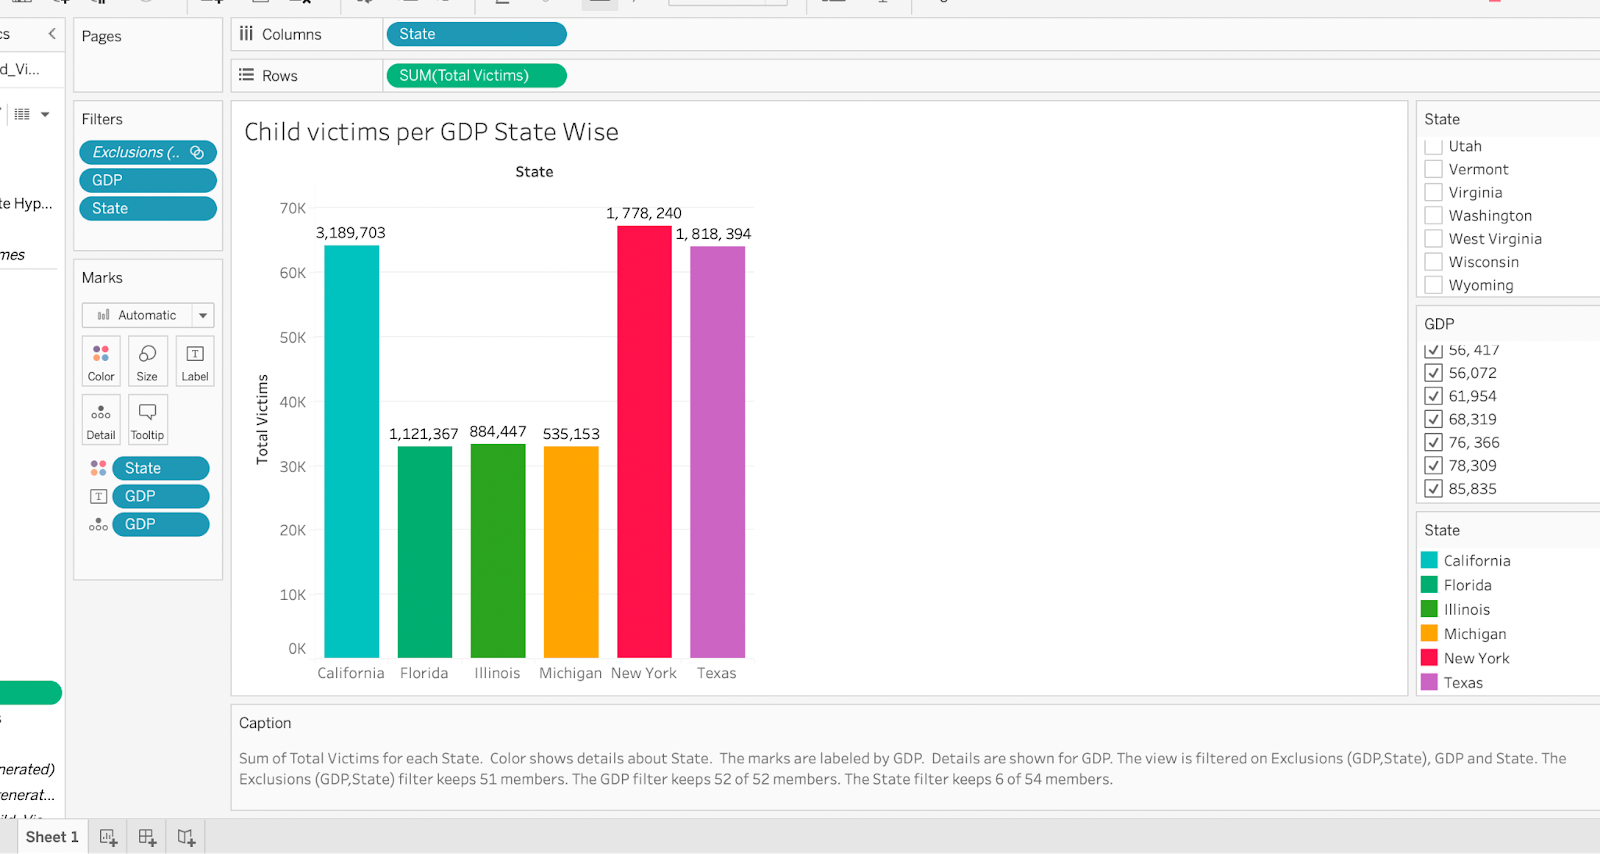 cs
Pages
Columns
State
d_Vi...
Rows
SUM(Total Victims)
Filters
Exclusions (..
GDP
State
te Hyp...
mes
Marks
Automatic
Color
Size
Label
Detail
Tooltip
State
GDP
GDP
nerated)
enerat...
Child victims per GDP State Wise
State
70K
60K
50K
40K
30K
20K
10K
0K
Total Victims
3,189,703
1,121,367
884,447
535,153
1, 778, 240
1, 818, 394
California
Florida
Illinois
Michigan
New York
Texas
State
Utah
Vermont
Virginia
Washington
West Virginia
Wisconsin
Wyoming
GDP
56, 417
56,072
61,954
68,319
76, 366
78,309
85,835
State
California
Florida
Illinois
Michigan
New York
Texas
Caption
Sum of Total Victims for each State.  Color shows details about State.  The marks are labeled by GDP.  Details are shown for GDP. The view is filtered on Exclusions (GDP,State), GDP and State. The
Exclusions (GDP,State) filter keeps 51 members. The GDP filter keeps 52 of 52 members. The State filter keeps 6 of 54 members.
Sheet 1